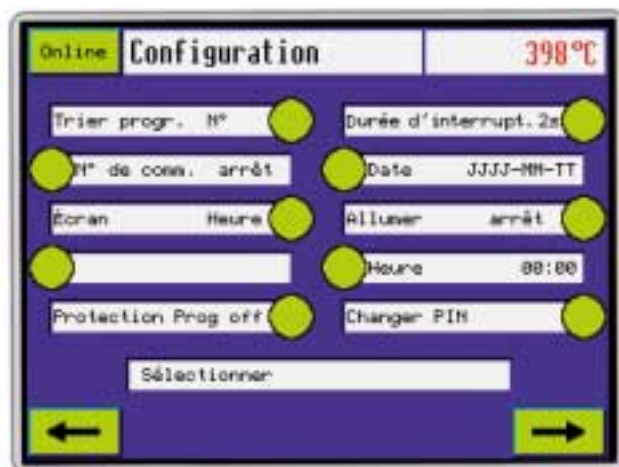 Online Configuration 398°C
Trier progr. N°
Durée d'interrupt. 2s
N° de comm. arrêt
Date JJJJ-MM-TT
Écran Heure
Allumer arrêt
Heure 00:00
Protection Prog off
Changer PIN
Sélectionner